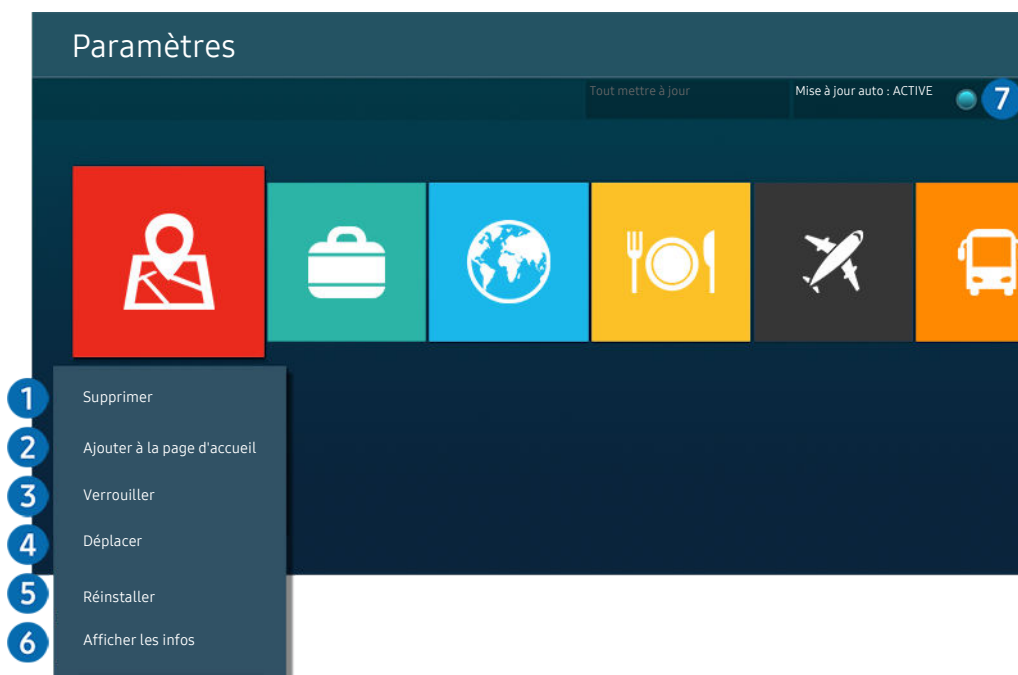 Paramètres
Tout mettre à jour
Mise à jour auto : ACTIVE
7
1
Supprimer
2
Ajouter à la page d'accueil
3
Verrouiller
4
Déplacer
5
Réinstaller
6
Afficher les infos